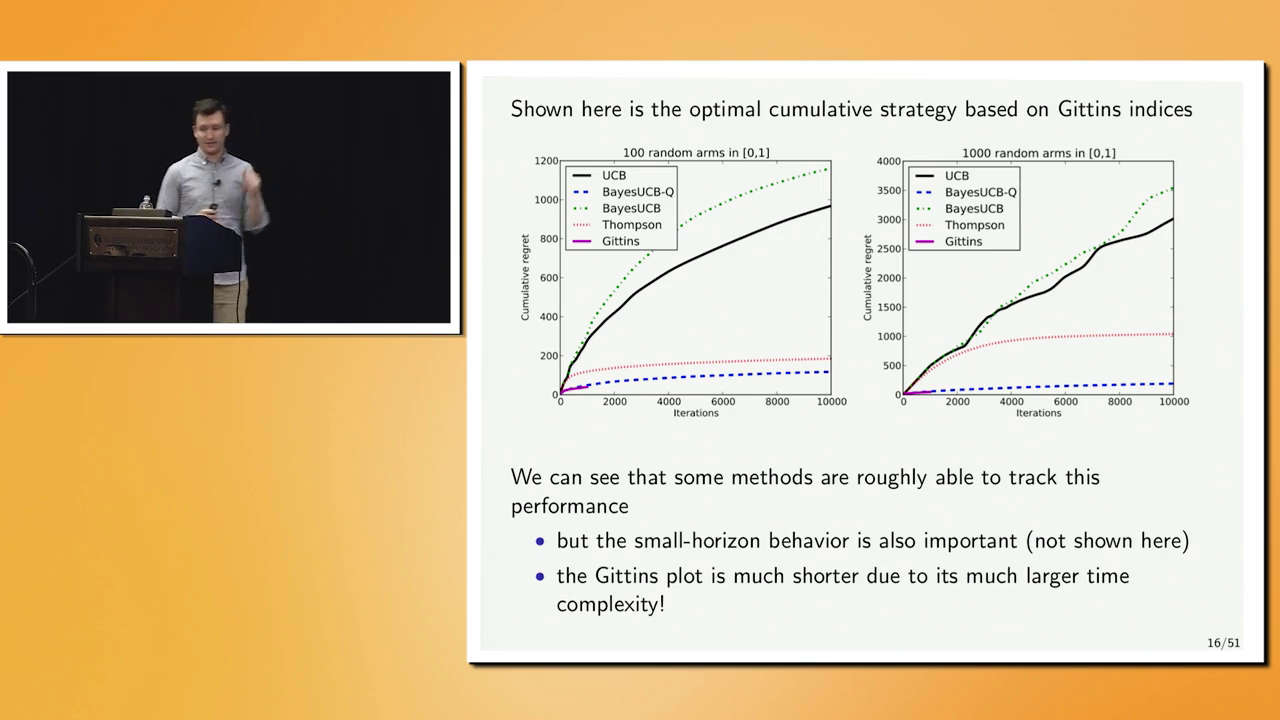 Shown here is the optimal cumulative strategy based on Gittins indices
100 random arms in [0,1]
1200
1000
800
600
400
200
0
Cumulative regret
UCB
BayesUCB-Q
BayesUCB
Thompson
Gittins
0 2000 4000 6000 8000 10000
Iterations
1000 random arms in [0,1]
4000
3500
3000
2500
2000
1500
1000
500
0
Cumulative regret
UCB
BayesUCB-Q
BayesUCB
Thompson
Gittins
0 2000 4000 6000 8000 10000
Iterations
We can see that some methods are roughly able to track this
performance
• but the small-horizon behavior is also important (not shown here)
• the Gittins plot is much shorter due to its much larger time
complexity!
16/51